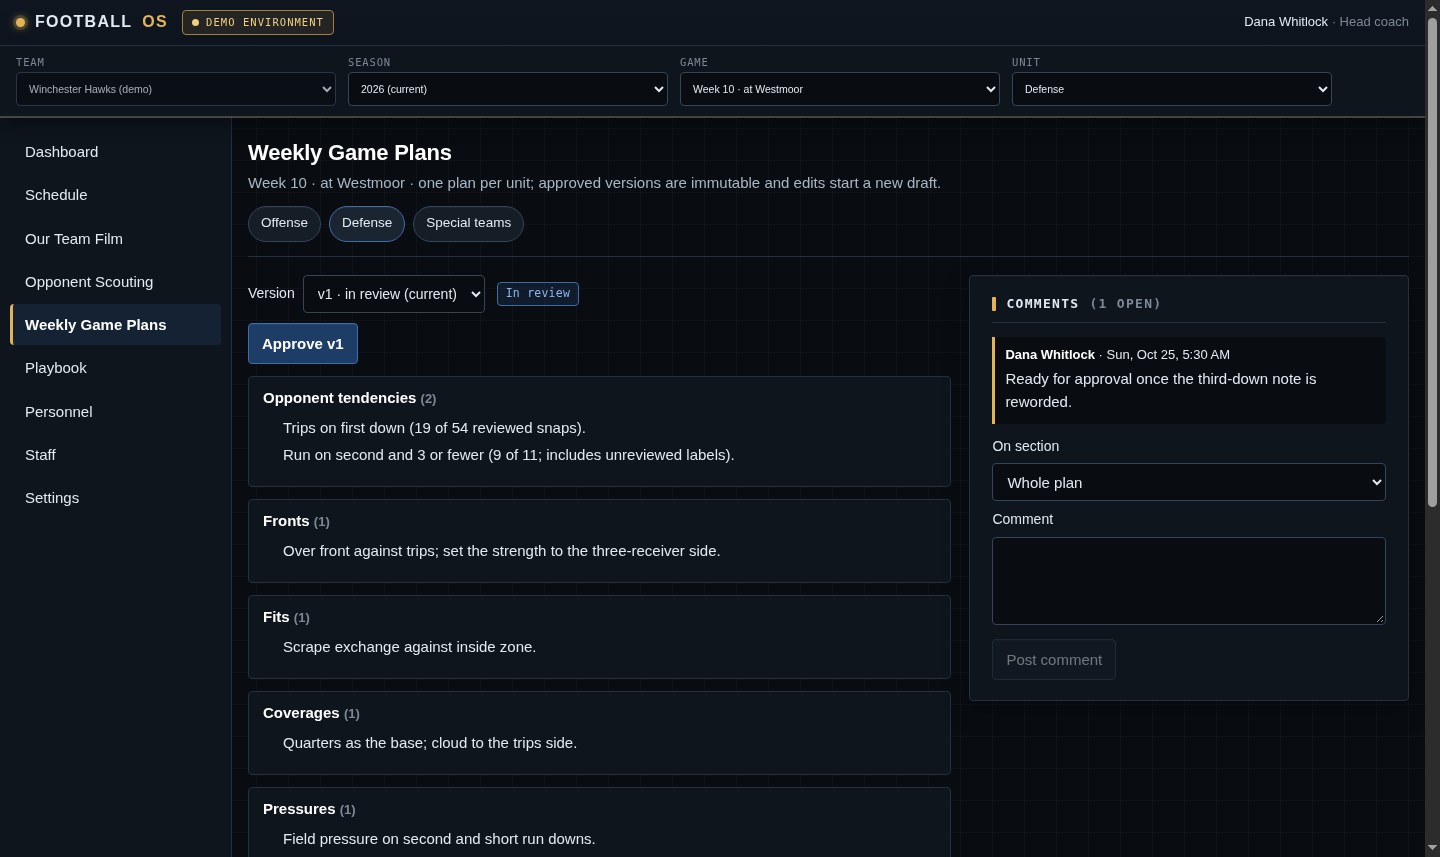 FOOTBALL OS
DEMO ENVIRONMENT
Dana Whitlock · Head coach
TEAM
Winchester Hawks (demo)
SEASON
2026 (current)
GAME
Week 10 · at Westmoor
UNIT
Defense
Dashboard
Schedule
Our Team Film
Opponent Scouting
Weekly Game Plans
Playbook
Personnel
Staff
Settings
Weekly Game Plans
Week 10 · at Westmoor · one plan per unit; approved versions are immutable and edits start a new draft.
Offense
Defense
Special teams
Version
v1 · in review (current)
In review
Approve v1
Opponent tendencies (2)
Trips on first down (19 of 54 reviewed snaps).
Run on second and 3 or fewer (9 of 11; includes unreviewed labels).
Fronts (1)
Over front against trips; set the strength to the three-receiver side.
Fits (1)
Scrape exchange against inside zone.
Coverages (1)
Quarters as the base; cloud to the trips side.
Pressures (1)
Field pressure on second and short run downs.
COMMENTS (1 OPEN)
Dana Whitlock · Sun, Oct 25, 5:30 AM
Ready for approval once the third-down note is
reworded.
On section
Whole plan
Comment
Post comment